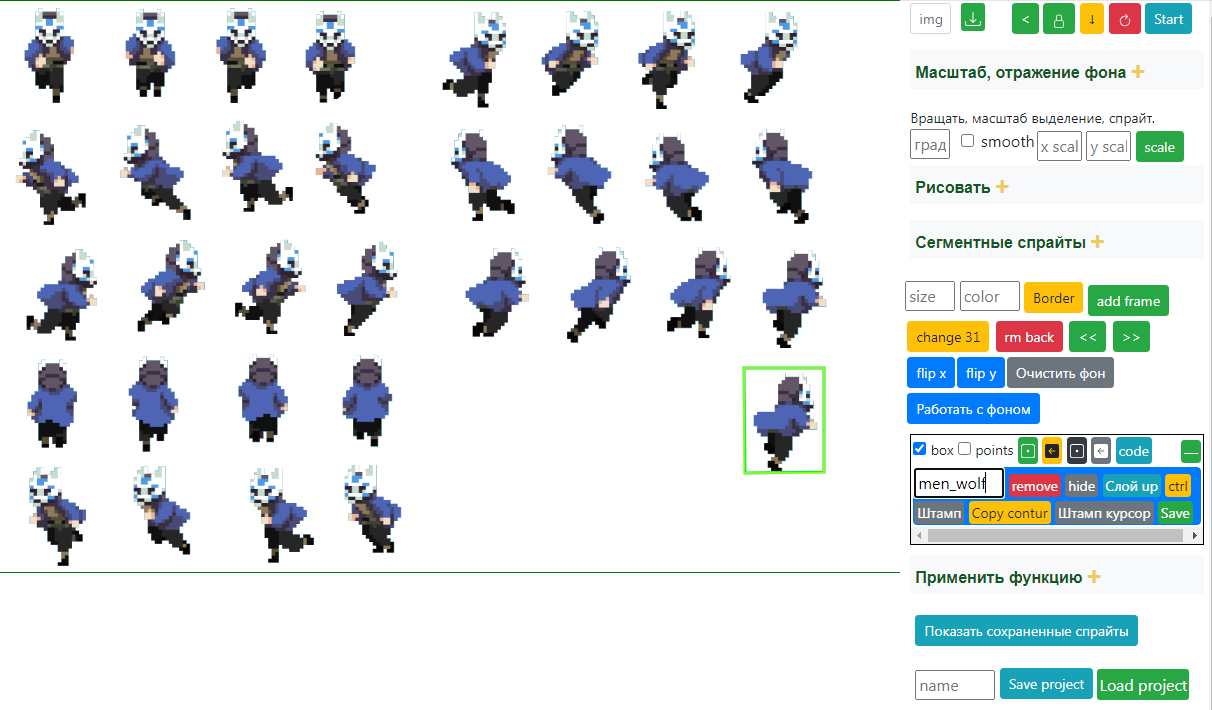 img < ↓ Start
Масштаб, отражение фона +
Вращать, масштаб выделение, спрайт.
град smooth x scal y scal scale
Рисовать +
Сегментные спрайты +
size color Border add frame
change 31 rm back << >>
flip x flip y Очистить фон
Работать с фоном
box points code
men_wolf remove hide Слой up ctrl
Штамп Copy contur Штамп курсор Save
Применить функцию +
Показать сохраненные спрайты
name Save project Load project